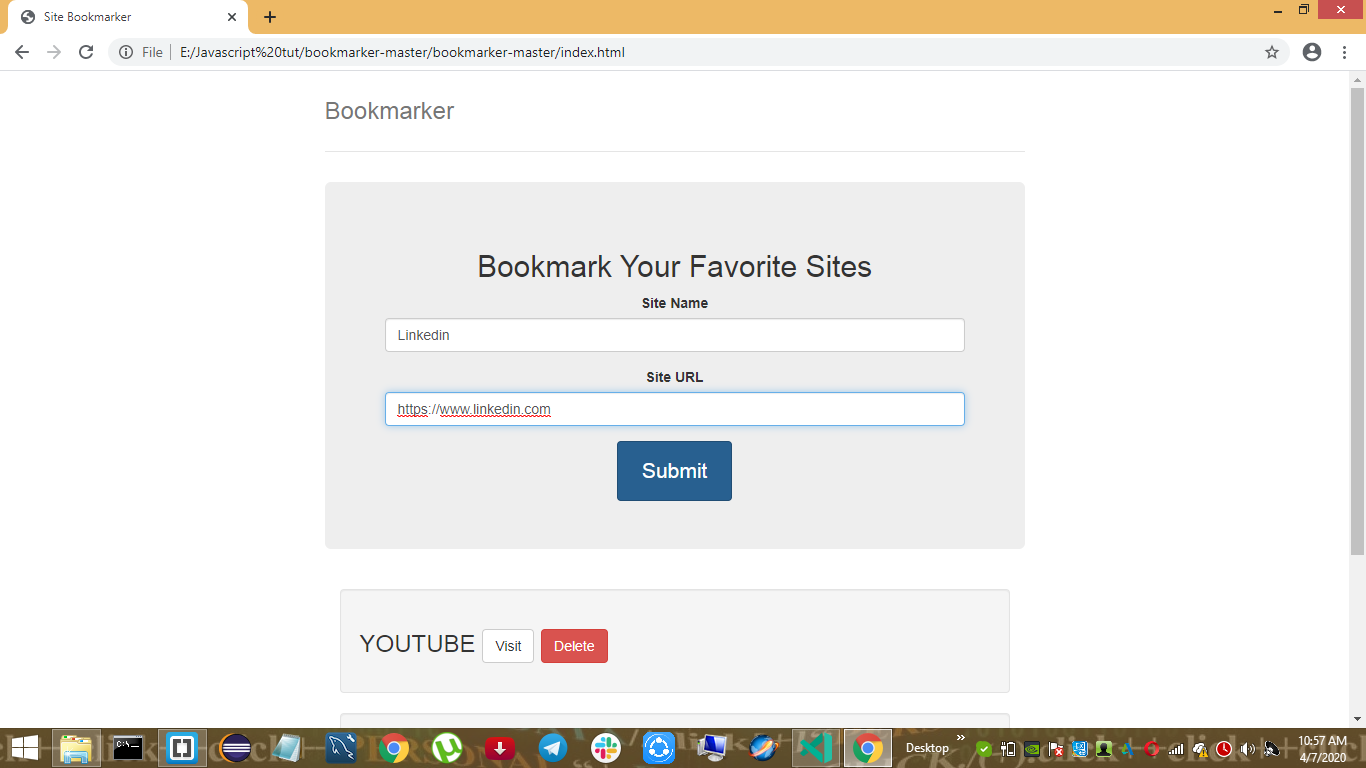 Site Bookmarker
File
E:/Javascript%20tut/bookmarker-master/bookmarker-master/index.html
Bookmarker
Bookmark Your Favorite Sites
Site Name
Linkedin
Site URL
https://www.linkedin.com
Submit
YOUTUBE Visit Delete
Desktop
10:57 AM
4/7/2020